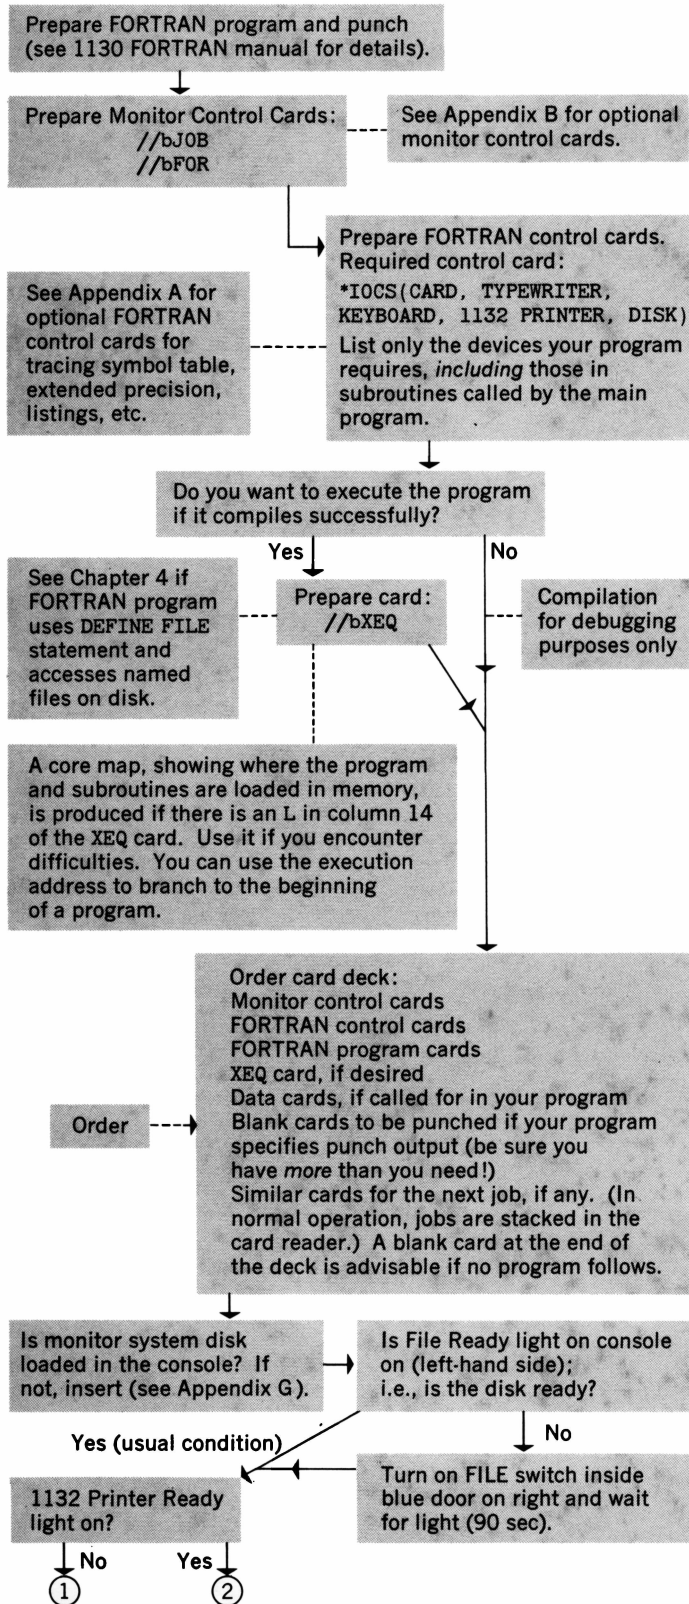 Prepare FORTRAN program and punch
(see 1130 FORTRAN manual for details).
Prepare Monitor Control Cards:
//bJOB
//bFOR
See Appendix B for optional
monitor control cards.
Prepare FORTRAN control cards.
Required control card:
*IOCS(CARD, TYPEWRITER,
KEYBOARD, 1132 PRINTER, DISK)
List only the devices your program
requires, including those in
subroutines called by the main
program.
See Appendix A for
optional FORTRAN
control cards for
tracing symbol table,
extended precision,
listings, etc.
Do you want to execute the program
if it compiles successfully?
Yes
No
See Chapter 4 if
FORTRAN program
uses DEFINE FILE
statement and
accesses named
files on disk.
Prepare card:
//bXEQ
Compilation
for debugging
purposes only
A core map, showing where the program
and subroutines are loaded in memory,
is produced if there is an L in column 14
of the XEQ card. Use it if you encounter
difficulties. You can use the execution
address to branch to the beginning
of a program.
Order
Order card deck:
Monitor control cards
FORTRAN control cards
FORTRAN program cards
XEQ card, if desired
Data cards, if called for in your program
Blank cards to be punched if your program
specifies punch output (be sure you
have more than you need!)
Similar cards for the next job, if any. (In
normal operation, jobs are stacked in the
card reader.) A blank card at the end of
the deck is advisable if no program follows.
Is monitor system disk
loaded in the console? If
not, insert (see Appendix G).
Is File Ready light on console
on (left-hand side);
i.e., is the disk ready?
Yes (usual condition)
No
Turn on FILE switch inside
blue door on right and wait
for light (90 sec).
1132 Printer Ready
light on?
No
Yes
1
2